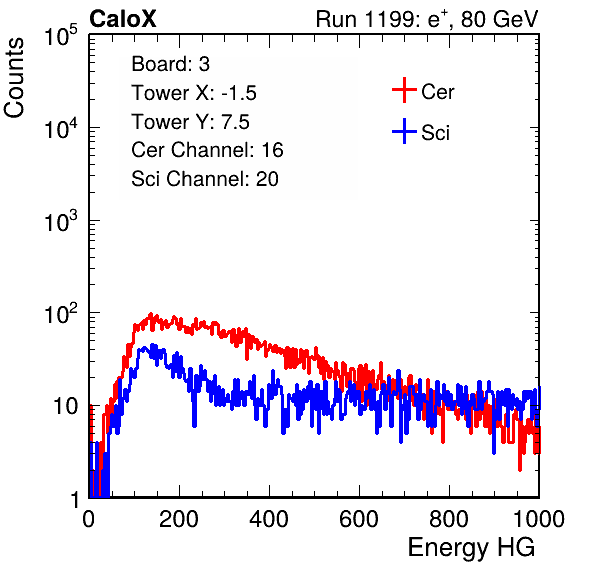 CaloX Run 1199: e⁺, 80 GeV
Counts
10⁵
10⁴
10³
10²
10
1
Board: 3
Tower X: -1.5
Tower Y: 7.5
Cer Channel: 16
Sci Channel: 20
Cer
Sci
0 200 400 600 800 1000
Energy HG